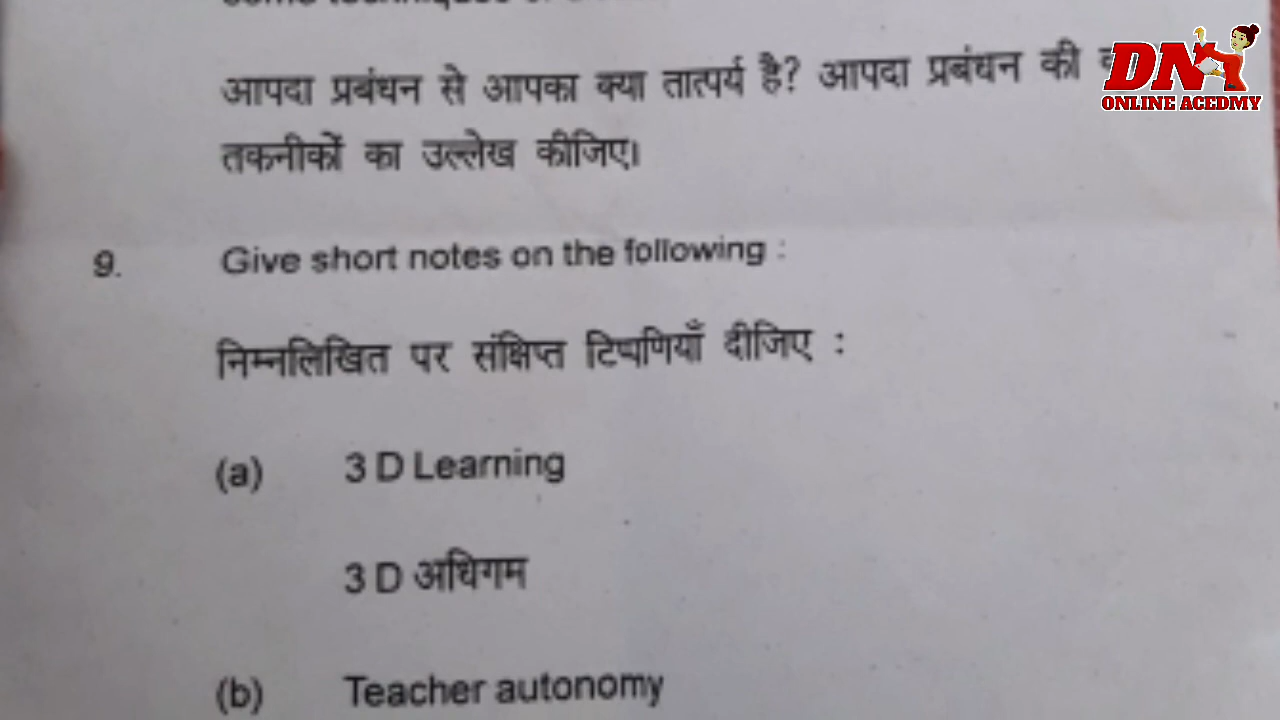 आपदा प्रबंधन से आपका क्या तात्पर्य है? आपदा प्रबंधन की
तकनीकों का उल्लेख कीजिए।
9. Give short notes on the following :
निम्नलिखित पर संक्षिप्त टिप्पणियाँ दीजिए :
(a) 3 D Learning
3 D अधिगम
(b) Teacher autonomy
DN
ONLINE ACEDMY